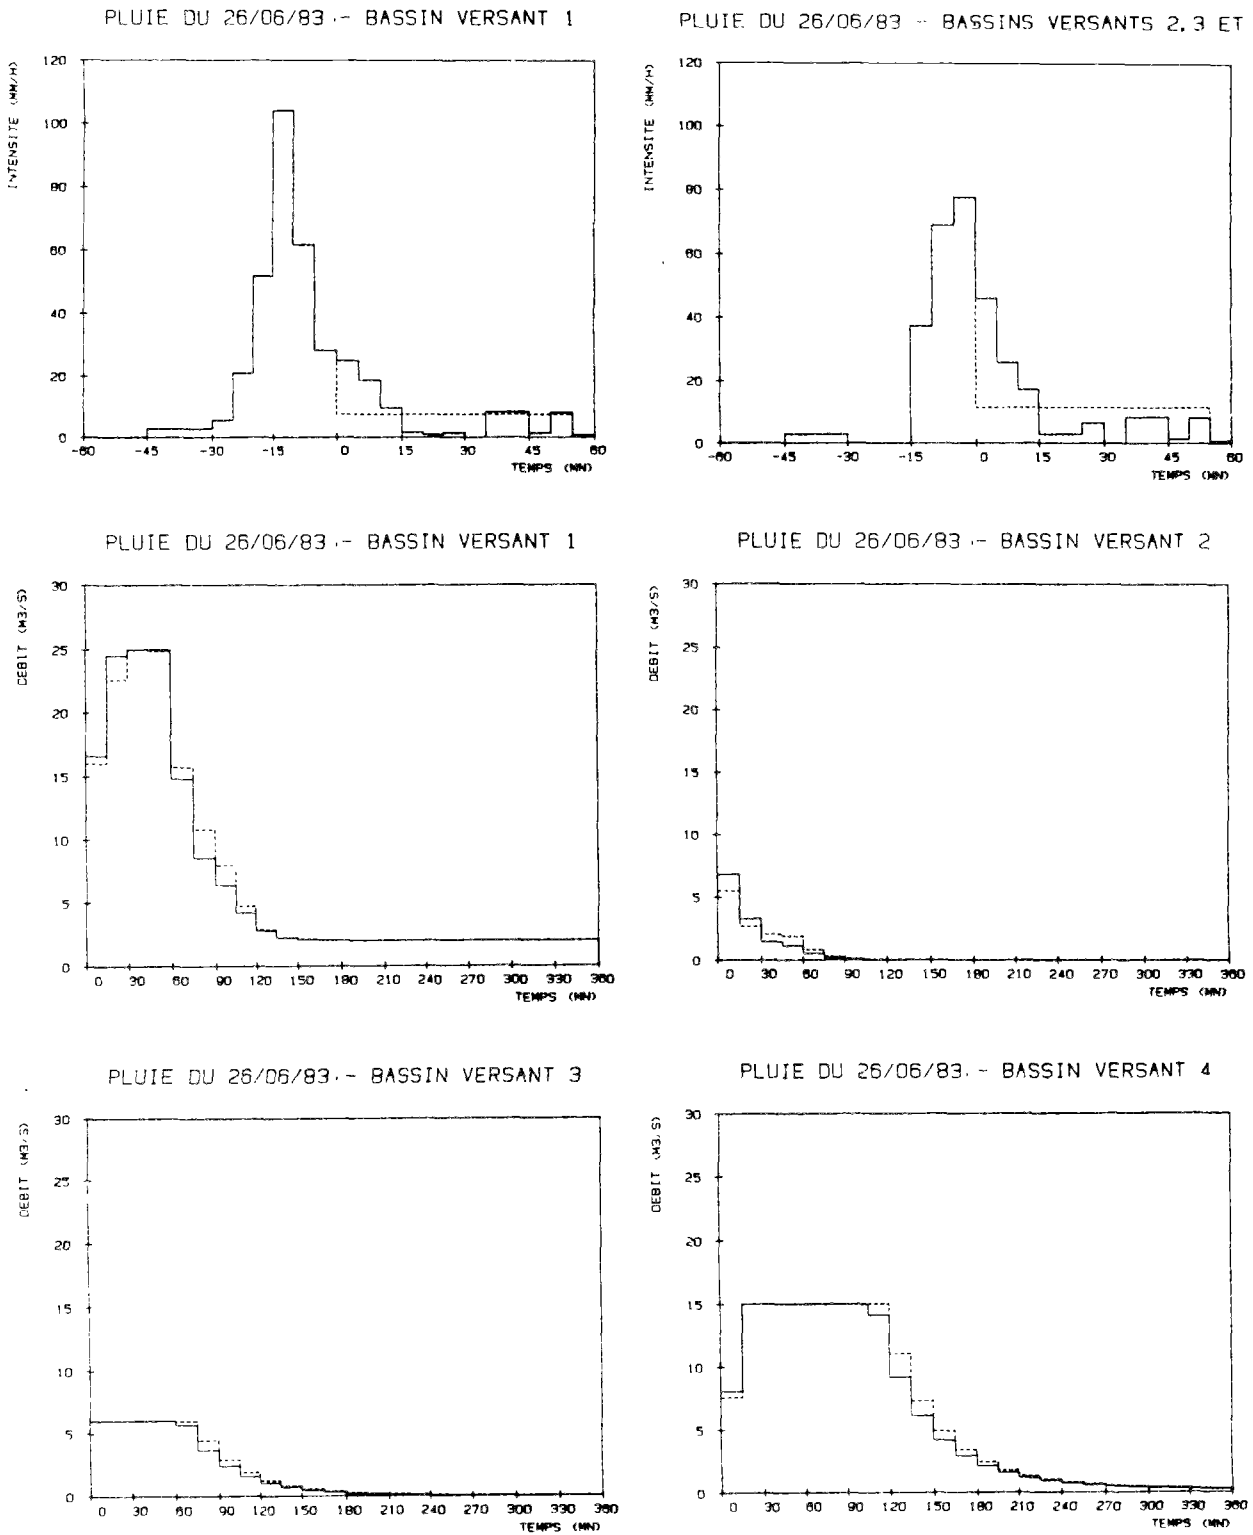 PLUIE DU 26/06/83 - BASSIN VERSANT 1
INTENSITE (MM/H)
120
100
80
60
40
20
0
-60 -45 -30 -15 0 15 30 45 60
TEMPS (MN)
PLUIE DU 26/06/83 - BASSINS VERSANTS 2,3 ET
INTENSITE (MM/H)
120
100
80
60
40
20
0
-60 -45 -30 -15 0 15 30 45 60
TEMPS (MN)
PLUIE DU 26/06/83 - BASSIN VERSANT 1
DEBIT (M3/S)
30
25
20
15
10
5
0
0 30 60 90 120 150 180 210 240 270 300 330 360
TEMPS (MN)
PLUIE DU 26/06/83 - BASSIN VERSANT 2
DEBIT (M3/S)
30
25
20
15
10
5
0
0 30 60 90 120 150 180 210 240 270 300 330 360
TEMPS (MN)
PLUIE DU 26/06/83 - BASSIN VERSANT 3
DEBIT (M3/S)
30
25
20
15
10
5
0
0 30 60 90 120 150 180 210 240 270 300 330 360
TEMPS (MN)
PLUIE DU 26/06/83 - BASSIN VERSANT 4
DEBIT (M3/S)
30
25
20
15
10
5
0
0 30 60 90 120 150 180 210 240 270 300 330 360
TEMPS (MN)